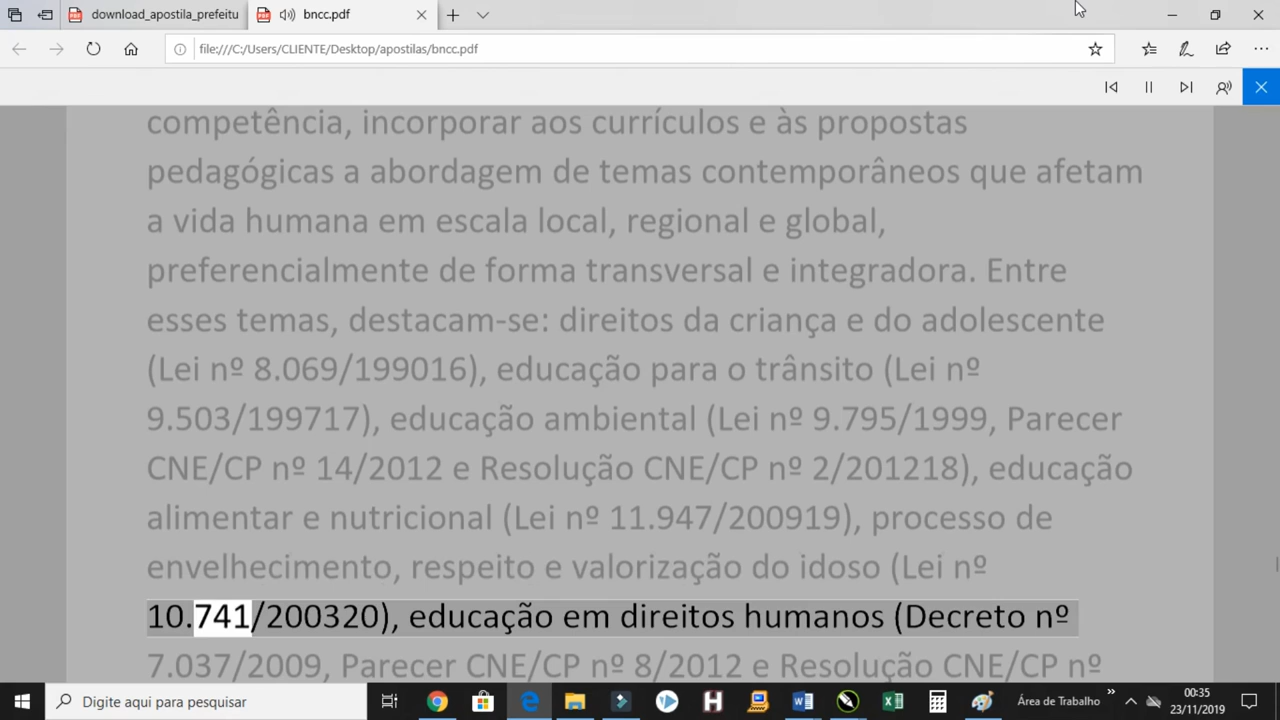 download_apostila_prefeitu
bncc.pdf
file:///C:/Users/CLIENTE/Desktop/apostilas/bncc.pdf
competência, incorporar aos currículos e às propostas
pedagógicas a abordagem de temas contemporâneos que afetam
a vida humana em escala local, regional e global,
preferencialmente de forma transversal e integradora. Entre
esses temas, destacam-se: direitos da criança e do adolescente
(Lei nº 8.069/199016), educação para o trânsito (Lei nº
9.503/199717), educação ambiental (Lei nº 9.795/1999, Parecer
CNE/CP nº 14/2012 e Resolução CNE/CP nº 2/201218), educação
alimentar e nutricional (Lei nº 11.947/200919), processo de
envelhecimento, respeito e valorização do idoso (Lei nº
10.741/200320), educação em direitos humanos (Decreto nº
7.037/2009, Parecer CNE/CP nº 8/2012 e Resolução CNE/CP nº
Digite aqui para pesquisar
Área de Trabalho
00:35
23/11/2019